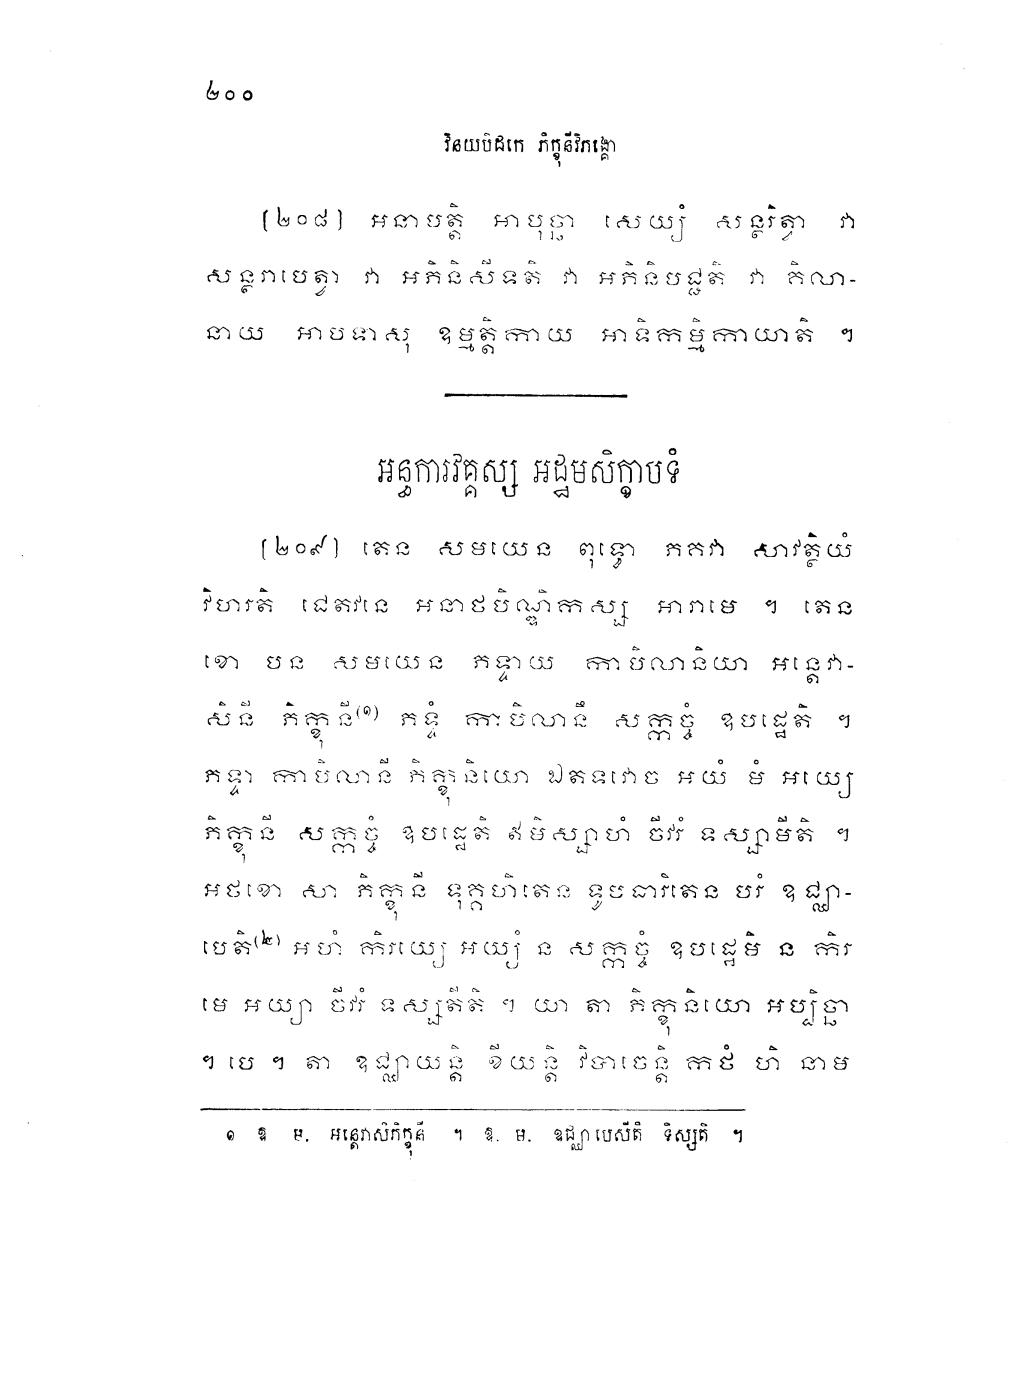 ២០០
វិនយបិដកេ ភិក្ខុនីវិភង្គោ
[២០៨] អនាបត្តិ អាបុច្ឆា សេយ្យំ សន្ថរិត្វា វា
សន្ថរាបេត្វា វា អភិនិសីទតិ វា អភិនិបជ្ជតិ វា គិលា-
នាយ អាបទាសុ ឧម្មត្តិកាយ អាទិកម្មិកាយាតិ ។
អន្ធការវគ្គស្ស អដ្ឋមសិក្ខាបទំ
[២០៩] តេន សមយេន ពុទ្ធោ ភគវា សាវត្ថិយំ
វិហរតិ ជេតវនេ អនាថបិណ្ឌិកស្ស អារាមេ ។ តេន
ខោ បន សមយេន ភទ្ទាយ កាបិលានិយា អន្តេវា-
សិនី ភិក្ខុនី(១) ភទ្ទំ កាបិលានឹ សក្កច្ចំ ឧបដ្ឋេតិ ។
ភទ្ទា កាបិលានី ភិក្ខុនិយោ ឯតទវោច អយំ មំ អយ្យេ
ភិក្ខុនី សក្កច្ចំ ឧបដ្ឋេតិ ឥមិស្សាហំ ចីវរំ ទស្សាមីតិ ។
អថខោ សា ភិក្ខុនី ទុគ្គហិតេន ទូបធារិតេន បរំ ឧជ្ឈា-
បេតិ(២) អហំ កិរយ្យេ អយ្យំ ន សក្កច្ចំ ឧបដ្ឋេមិ ន កិរ
មេ អយ្យា ចីវរំ ទស្សតីតិ ។ យា តា ភិក្ខុនិយោ អប្បិច្ឆា
។ បេ ។ តា ឧជ្ឈាយន្តិ ខីយន្តិ វិបាចេន្តិ កថំ ហិ នាម
១ ឱ ម. អន្តេវាសិភិក្ខុនី ។ ឱ. ម. ឧជ្ឈាបេសីតិ ទិស្សតិ ។